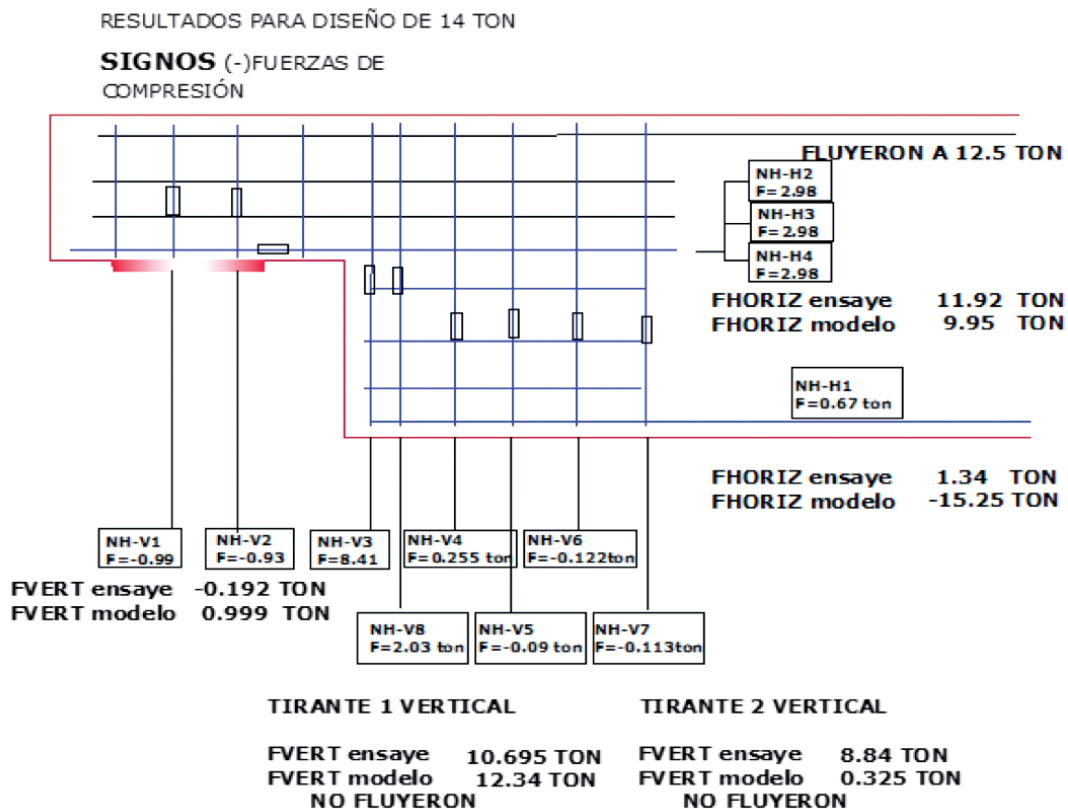 RESULTADOS PARA DISEÑO DE 14 TON
SIGNOS (-)FUERZAS DE
COMPRESIÓN
FLUYERON A 12.5 TON
NH-H2
F=2.98
NH-H3
F=2.98
NH-H4
F=2.98
FHORIZ ensaye 11.92 TON
FHORIZ modelo 9.95 TON
NH-H1
F=0.67 ton
FHORIZ ensaye 1.34 TON
FHORIZ modelo -15.25 TON
NH-V1
F=-0.99
NH-V2
F=-0.93
NH-V3
F=8.41
NH-V4
F=0.255 ton
NH-V6
F=-0.122ton
FVERT ensaye -0.192 TON
FVERT modelo 0.999 TON
NH-V8
F=2.03 ton
NH-V5
F=-0.09 ton
NH-V7
F=-0.113ton
TIRANTE 1 VERTICAL
FVERT ensaye 10.695 TON
FVERT modelo 12.34 TON
NO FLUYERON
TIRANTE 2 VERTICAL
FVERT ensaye 8.84 TON
FVERT modelo 0.325 TON
NO FLUYERON